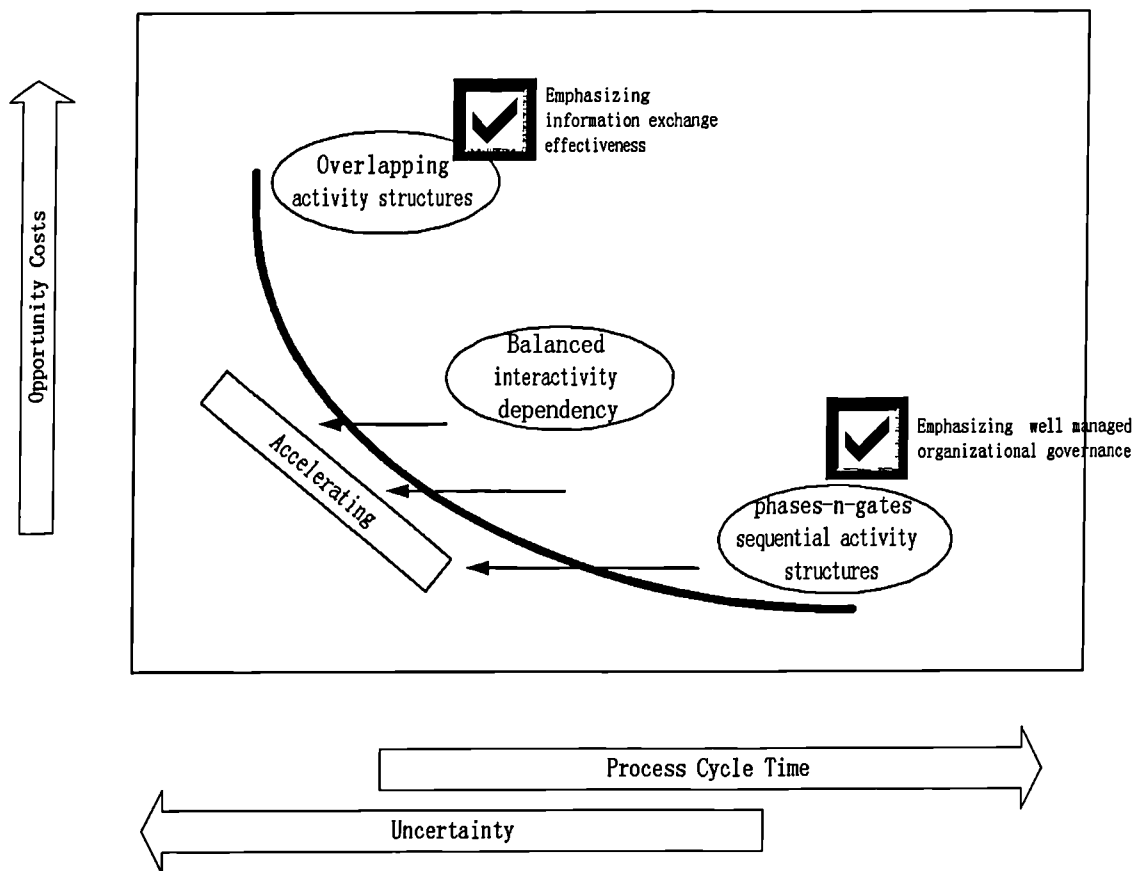 Emphasizing
information exchange
effectiveness
Overlapping
activity structures
Opportunity Costs
Balanced
interactivity
dependency
Accelerating
Emphasizing well managed
organizational governance
phases-n-gates
sequential activity
structures
Process Cycle Time
Uncertainty